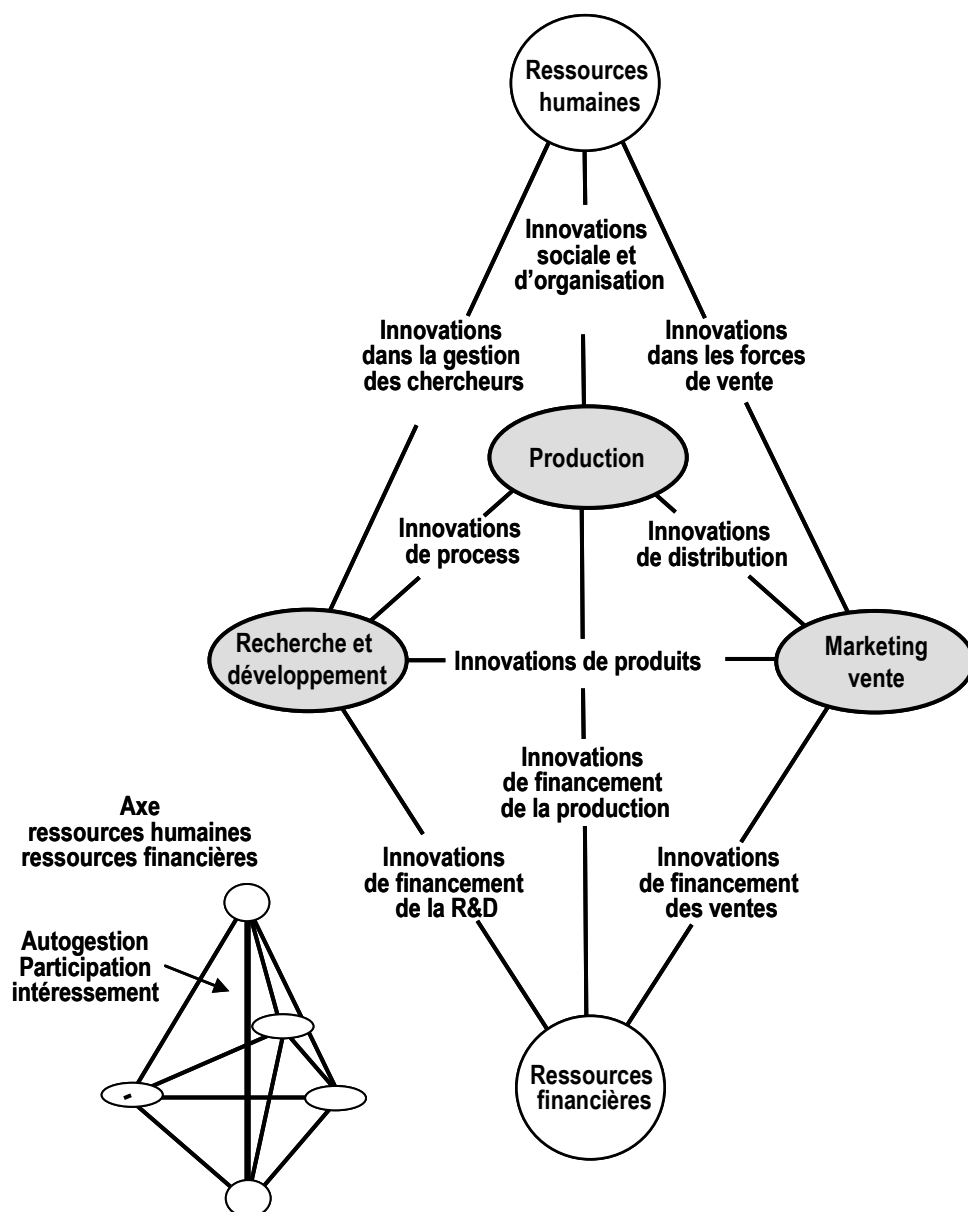 Ressources
humaines
Innovations
sociale et
d'organisation
Innovations
dans la gestion
des chercheurs
Innovations
dans les forces
de vente
Production
Innovations
de process
Innovations
de distribution
Recherche et
développement
Innovations de produits
Marketing
vente
Innovations
de financement
de la production
Axe
ressources humaines
ressources financières
Innovations
de financement
de la R&D
Innovations
de financement
des ventes
Autogestion
Participation
intéressement
Ressources
financières